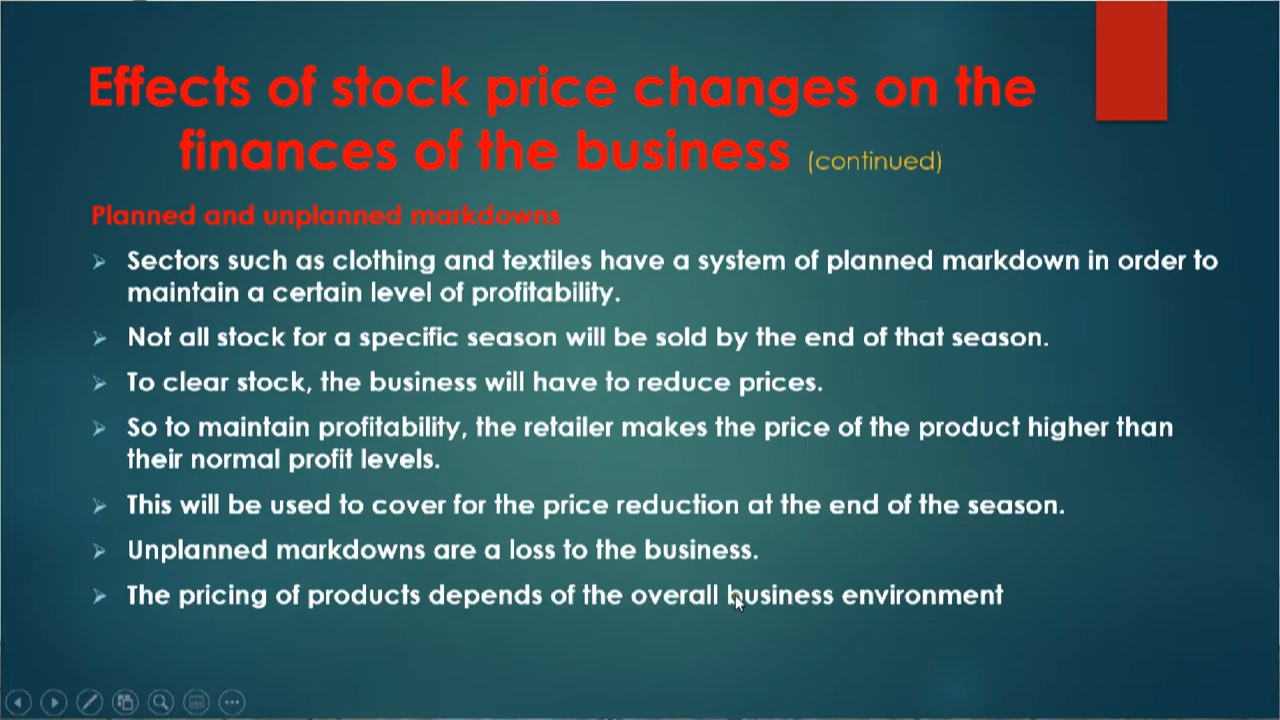 Effects of stock price changes on the
finances of the business (continued)
Planned and unplanned markdowns
Sectors such as clothing and textiles have a system of planned markdown in order to
maintain a certain level of profitability.
Not all stock for a specific season will be sold by the end of that season.
To clear stock, the business will have to reduce prices.
So to maintain profitability, the retailer makes the price of the product higher than
their normal profit levels.
This will be used to cover for the price reduction at the end of the season.
Unplanned markdowns are a loss to the business.
The pricing of products depends of the overall business environment